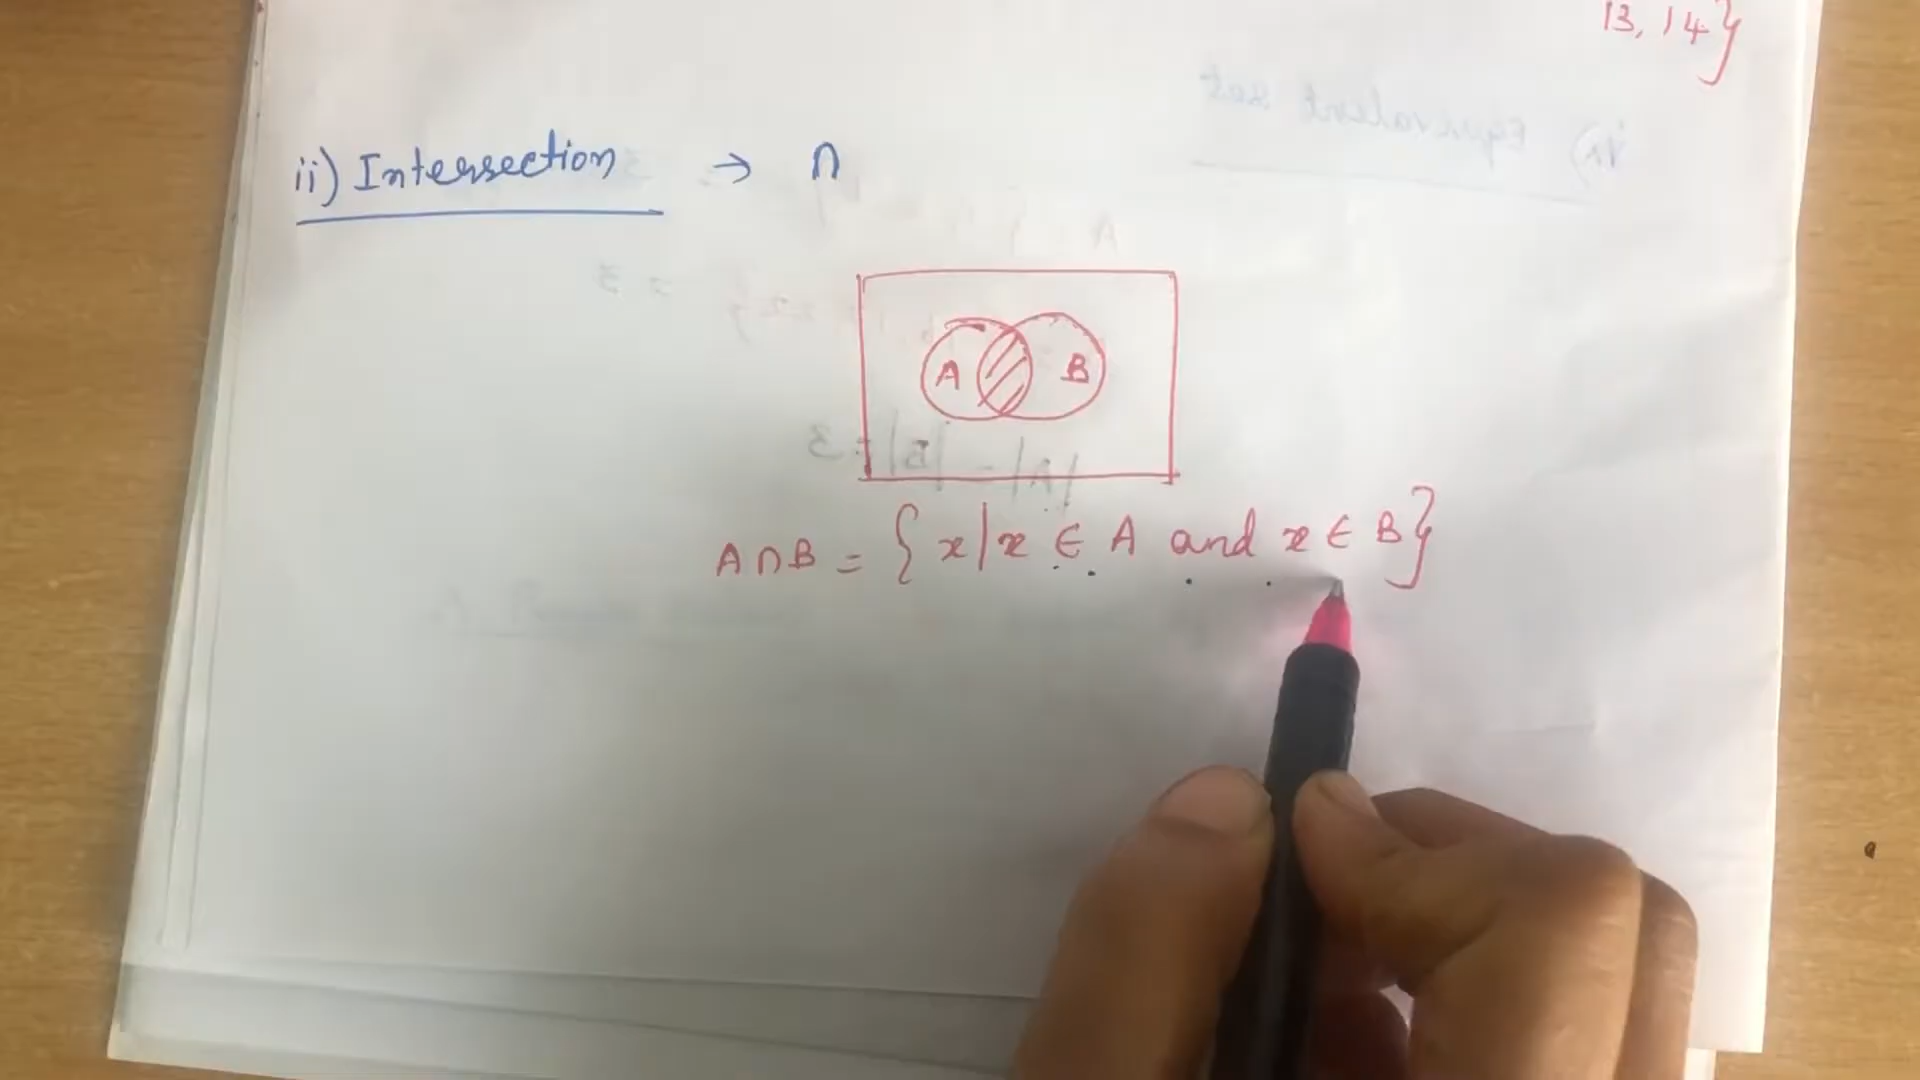 13, 14}
ii) Intersection → ∩
A B
A∩B = {x|x ∈ A and x ∈ B}